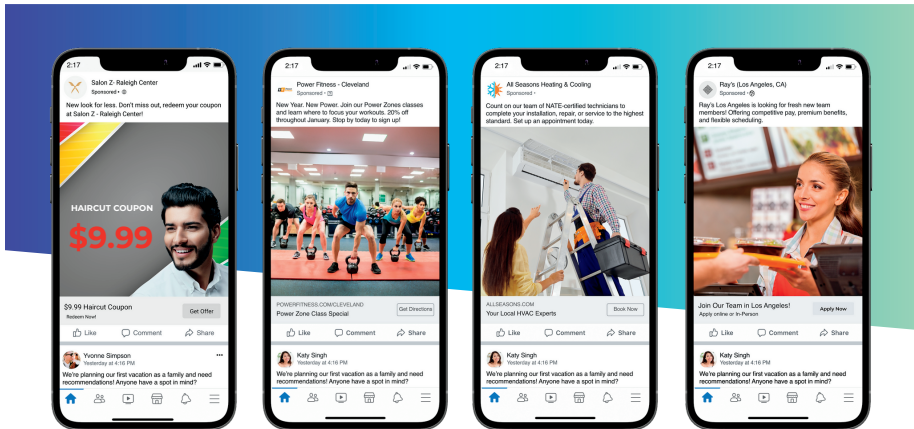 2:17
Salon Z- Raleigh Center
Sponsored •
New look for less. Don't miss out, redeem your coupon
at Salon Z - Raleigh Center!
HAIRCUT COUPON
$9.99
$9.99 Haircut Coupon
Redeem Now!
Get Offer
Like
Comment
Share
Yvonne Simpson
Yesterday at 4:16 PM
We're planning our first vacation as a family and need
recommendations! Anyone have a spot in mind?
2:17
Power Fitness - Cleveland
Sponsored •
New Year. New Power. Join our Power Zones classes
and learn where to focus your workouts. 20% off
throughout January. Stop by today to sign up!
POWERFITNESS.COM/CLEVELAND
Power Zone Class Special
Get Directions
Like
Comment
Share
Katy Singh
Yesterday at 4:16 PM
We're planning our first vacation as a family and need
recommendations! Anyone have a spot in mind?
2:17
All Seasons Heating & Cooling
Sponsored •
Count on our team of NATE-certified technicians to
complete your installation, repair, or service to the highest
standard. Set up an appointment today.
ALLSEASONS.COM
Your Local HVAC Experts
Book Now
Like
Comment
Share
Katy Singh
Yesterday at 4:16 PM
We're planning our first vacation as a family and need
recommendations! Anyone have a spot in mind?
2:17
Ray's (Los Angeles, CA)
Sponsored •
Ray's Los Angeles is looking for fresh new team
members! Offering competitive pay, premium benefits,
and flexible scheduling.
Join Our Team in Los Angeles!
Apply online or In-Person
Apply Now
Like
Comment
Share
Katy Singh
Yesterday at 4:16 PM
We're planning our first vacation as a family and need
recommendations! Anyone have a spot in mind?